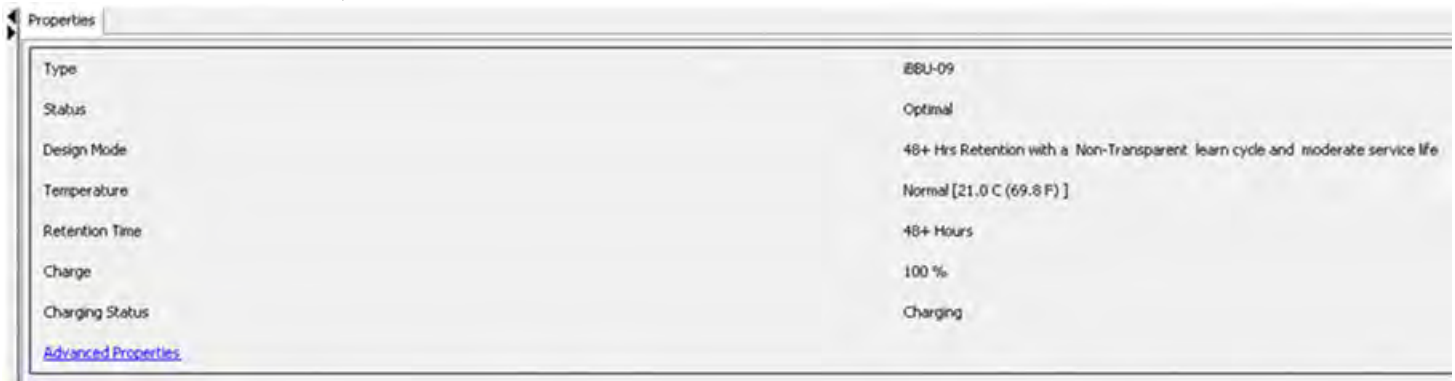 Properties
Type iBBU-09
Status Optimal
Design Mode 48+ Hrs Retention with a Non-Transparent learn cycle and moderate service life
Temperature Normal [21.0 C (69.8 F) ]
Retention Time 48+ Hours
Charge 100 %
Charging Status Charging
Advanced Properties